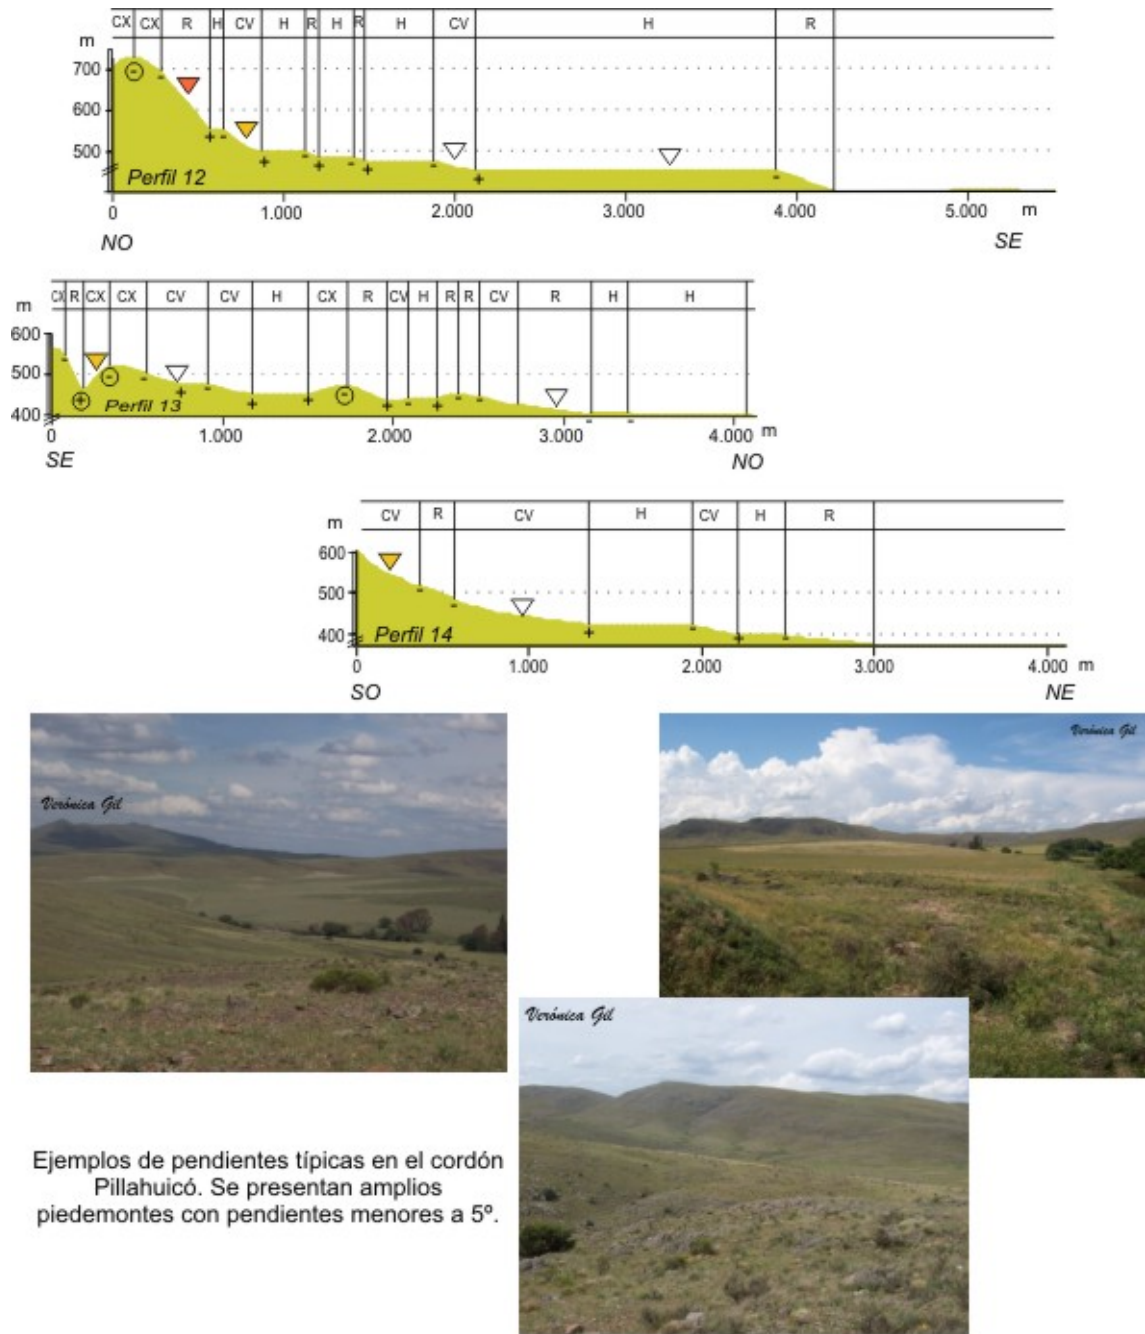 CX CX R H CV H R H R H CV H R
m
700
600
500
Perfil 12
0 1.000 2.000 3.000 4.000 5.000 m
NO SE
CX R CX CX CV CV H CX R CV H R R CV R H H
m
600
500
400
Perfil 13
0 1.000 2.000 3.000 4.000 m
SE NO
CV R CV H CV H R
m
600
500
400
Perfil 14
0 1.000 2.000 3.000 4.000 m
SO NE
Verónica Gil
Verónica Gil
Verónica Gil
Ejemplos de pendientes típicas en el cordón
Pillahuicó. Se presentan amplios
piedemontes con pendientes menores a 5º.